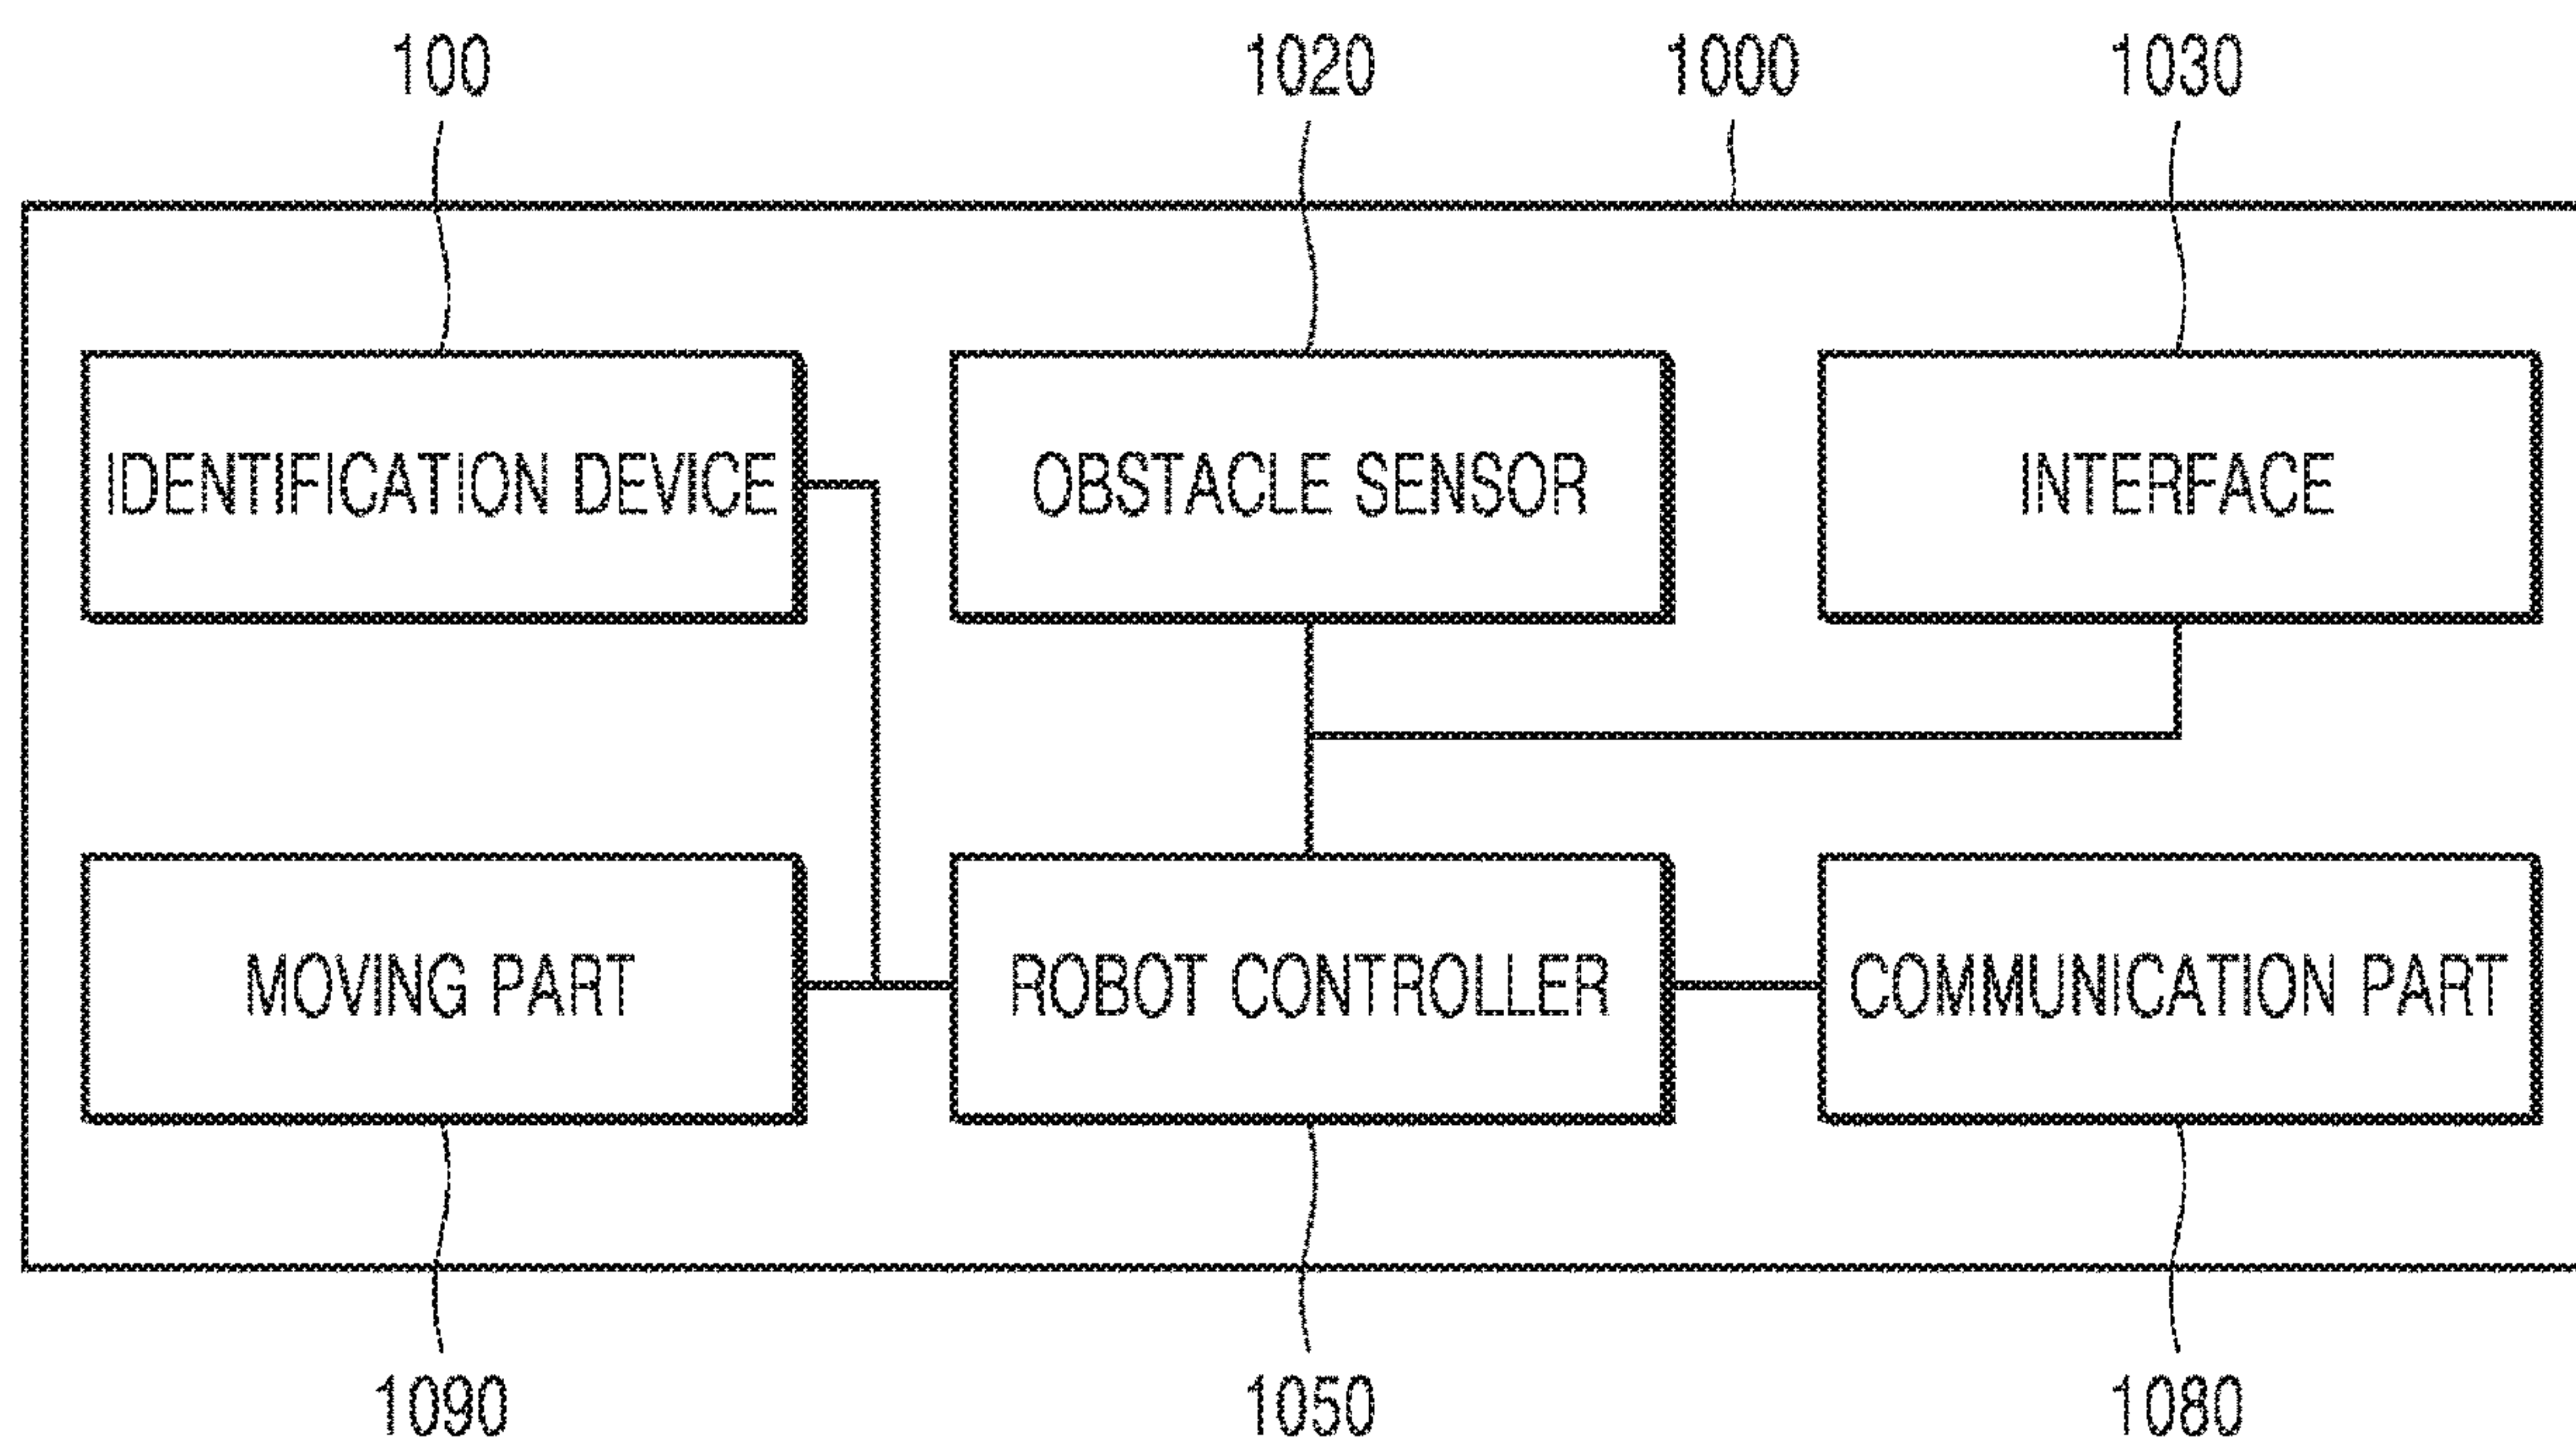 100 1020 1000 1030
IDENTIFICATION DEVICE OBSTACLE SENSOR INTERFACE
MOVING PART ROBOT CONTROLLER COMMUNICATION PART
1090 1050 1080